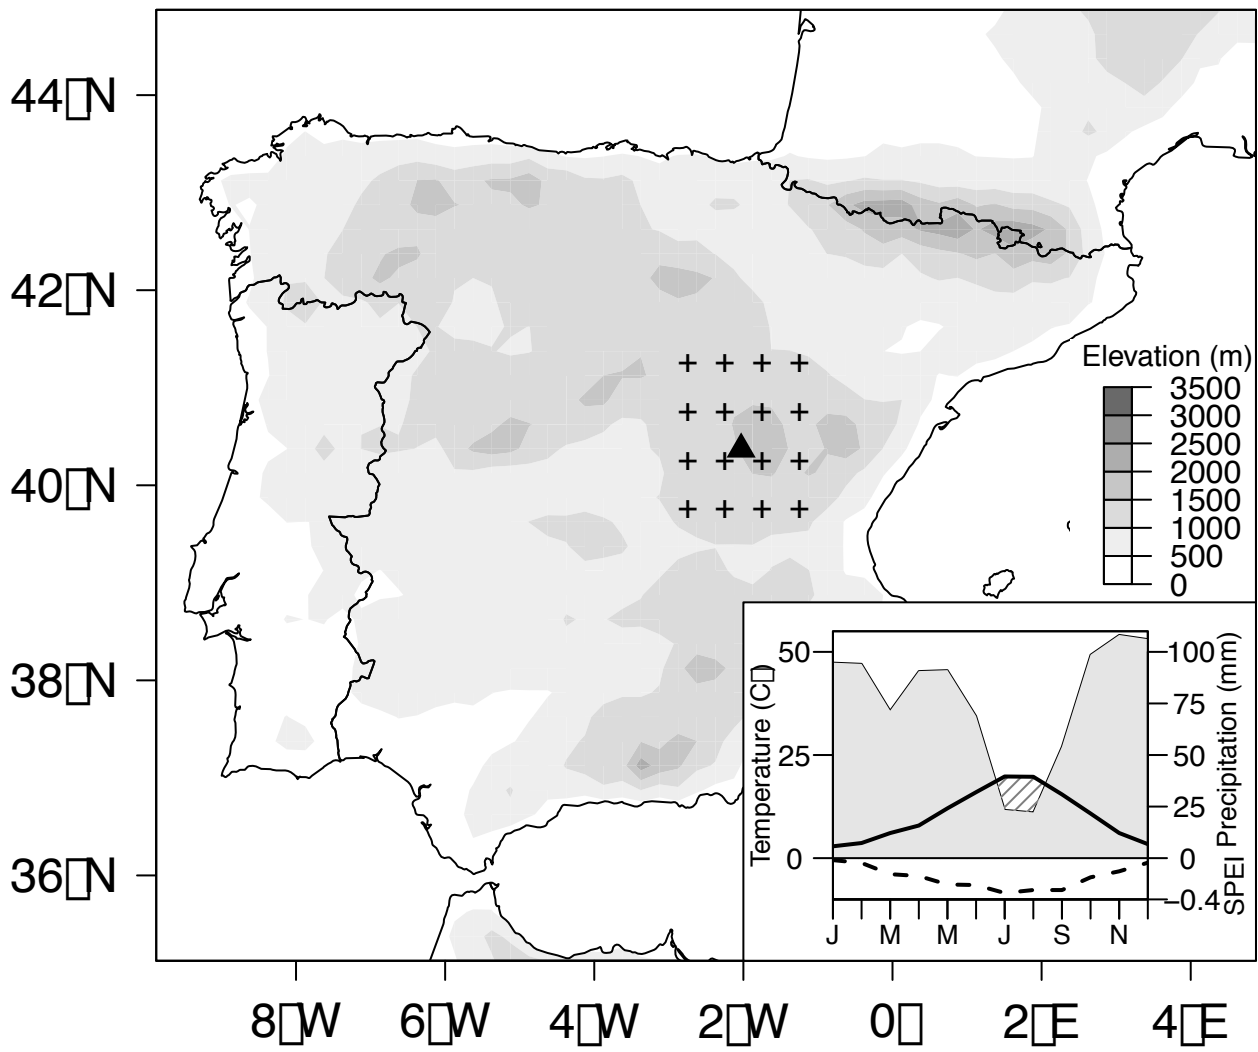 44▯N
42▯N
40▯N
38▯N
36▯N
8▯W 6▯W 4▯W 2▯W 0▯ 2▯E 4▯E
Elevation (m)
3500
3000
2500
2000
1500
1000
500
0
Temperature (C▯)
50
25
0
100
75
50
25
0
−0.4
SPEI Precipitation (mm)
J M M J S N